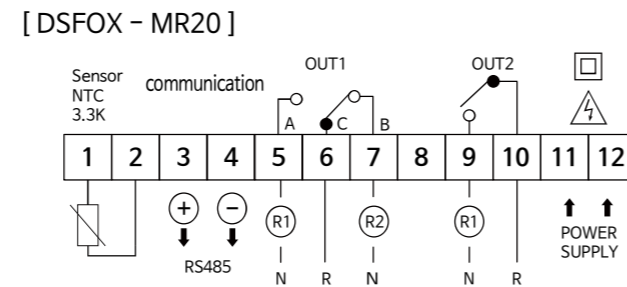 [ DSFOX - MR20 ]
Sensor
NTC
3.3K
communication
OUT1
OUT2
A
C
B
1 2 3 4 5 6 7 8 9 10 11 12
+ − R1 R2 R1
RS485
POWER
SUPPLY
N R N N R